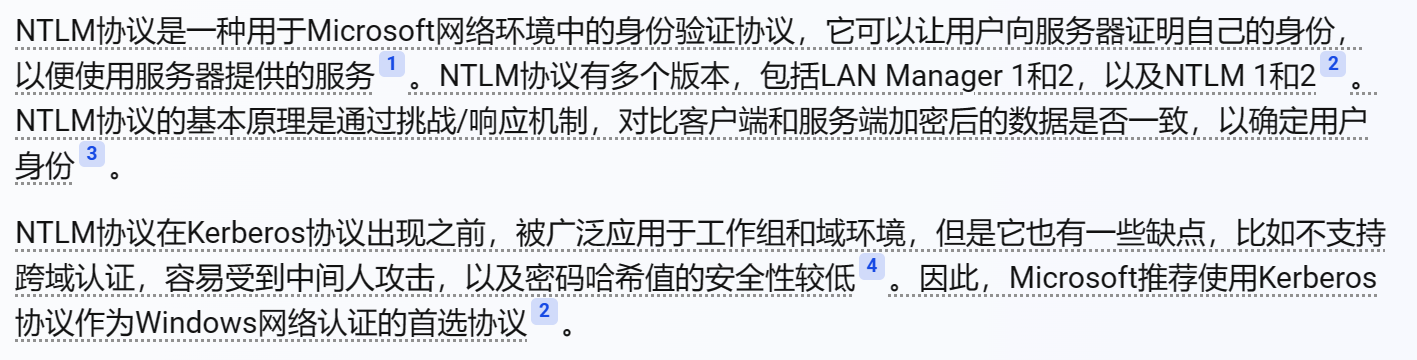 NTLM协议是一种用于Microsoft网络环境中的身份验证协议，它可以让用户向服务器证明自己的身份，
以便使用服务器提供的服务 1 。NTLM协议有多个版本，包括LAN Manager 1和2，以及NTLM 1和2 2 。
NTLM协议的基本原理是通过挑战/响应机制，对比客户端和服务端加密后的数据是否一致，以确定用户
身份 3 。
NTLM协议在Kerberos协议出现之前，被广泛应用于工作组和域环境，但是它也有一些缺点，比如不支持
跨域认证，容易受到中间人攻击，以及密码哈希值的安全性较低 4 。因此，Microsoft推荐使用Kerberos
协议作为Windows网络认证的首选协议 2 。